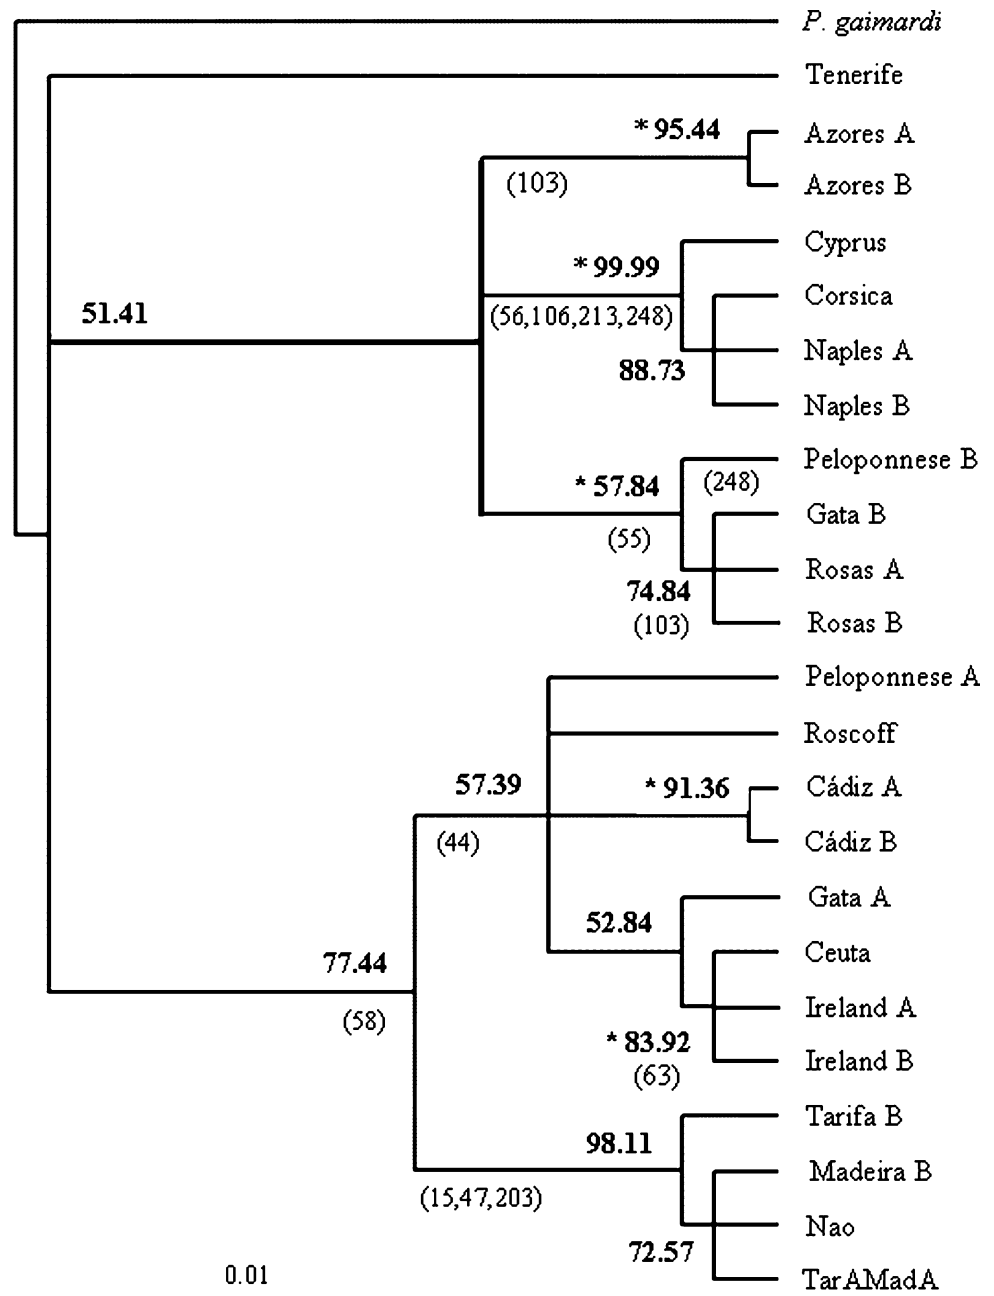 P. gaimardi
Tenerife
* 95.44
Azores A
(103)
Azores B
Cyprus
* 99.99
Corsica
51.41
(56,106,213,248)
Naples A
88.73
Naples B
Peloponnese B
* 57.84
(248)
Gata B
(55)
Rosas A
74.84
(103)
Rosas B
Peloponnese A
Roscoff
57.39
* 91.36
Cádiz A
(44)
Cádiz B
Gata A
52.84
Ceuta
77.44
Ireland A
(58)
* 83.92
Ireland B
(63)
Tarifa B
98.11
Madeira B
(15,47,203)
Nao
72.57
0.01
TarAMadA